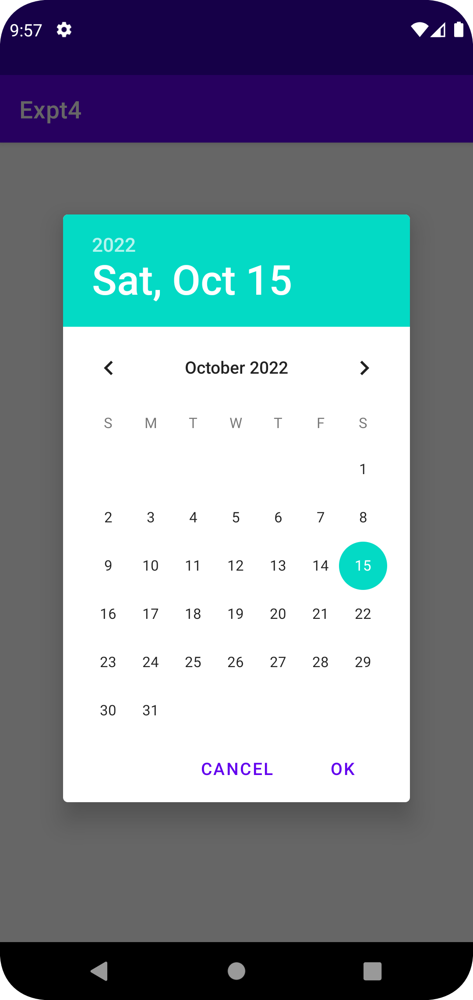 9:57
Expt4
2022
Sat, Oct 15
October 2022
S M T W T F S
1
2 3 4 5 6 7 8
9 10 11 12 13 14 15
16 17 18 19 20 21 22
23 24 25 26 27 28 29
30 31
CANCEL OK